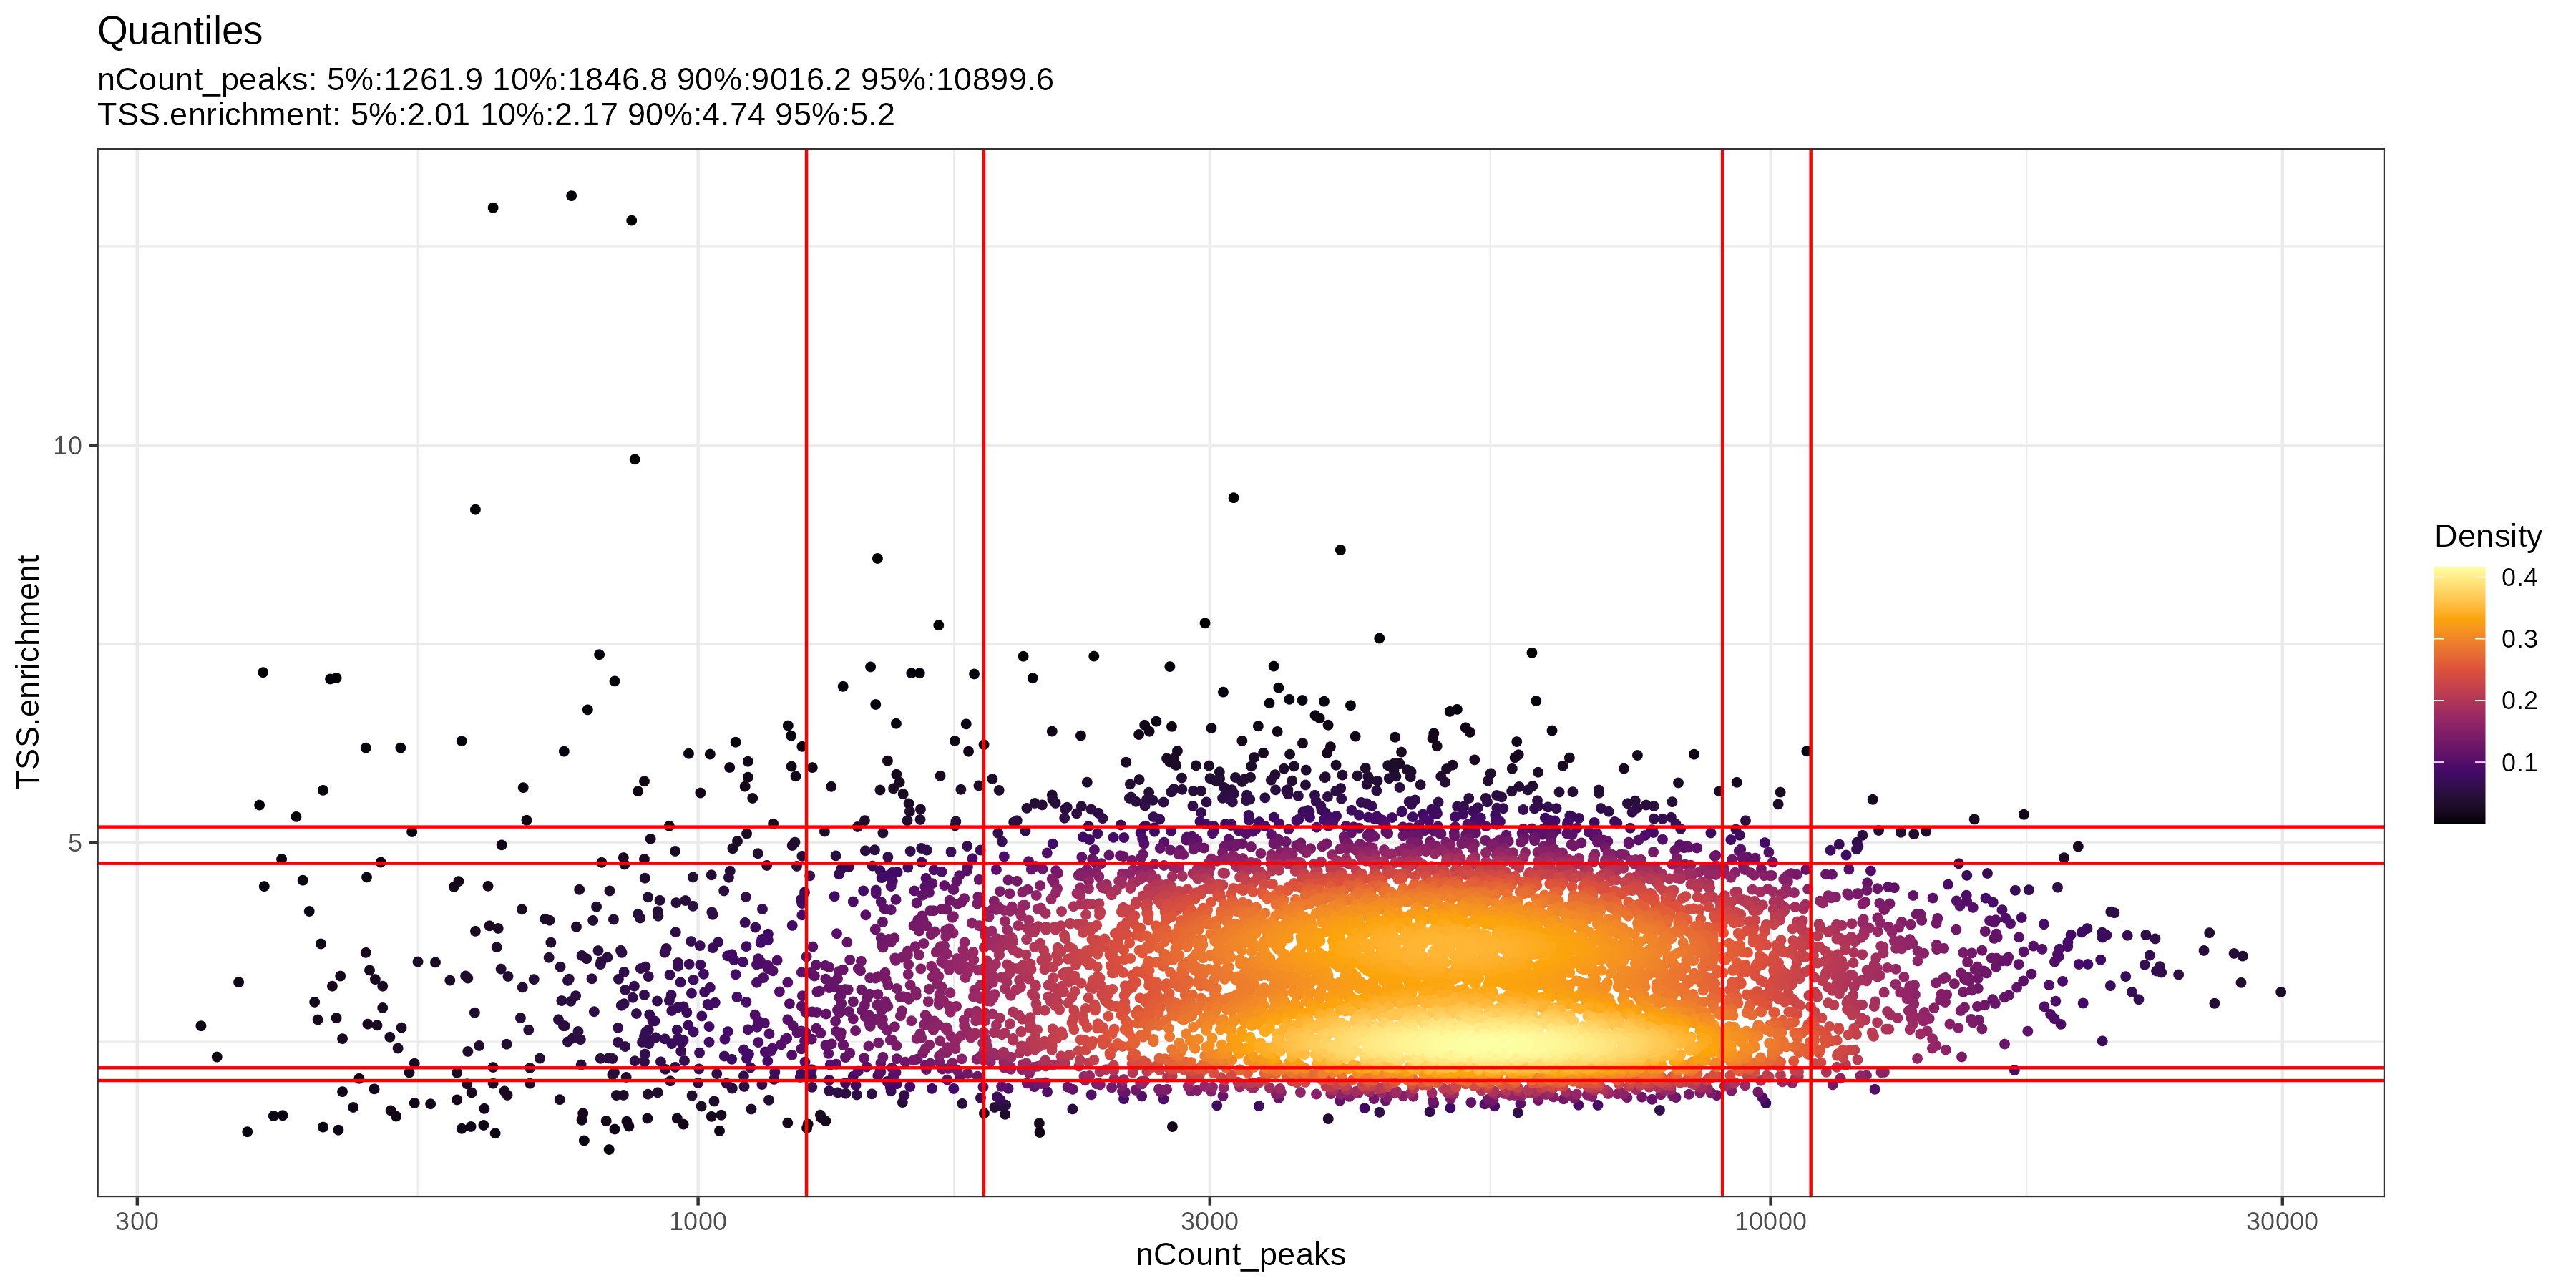 Quantiles
nCount_peaks: 5%:1261.9 10%:1846.8 90%:9016.2 95%:10899.6
TSS.enrichment: 5%:2.01 10%:2.17 90%:4.74 95%:5.2
10
5
TSS.enrichment
300
1000
3000
10000
30000
nCount_peaks
Density
0.4
0.3
0.2
0.1